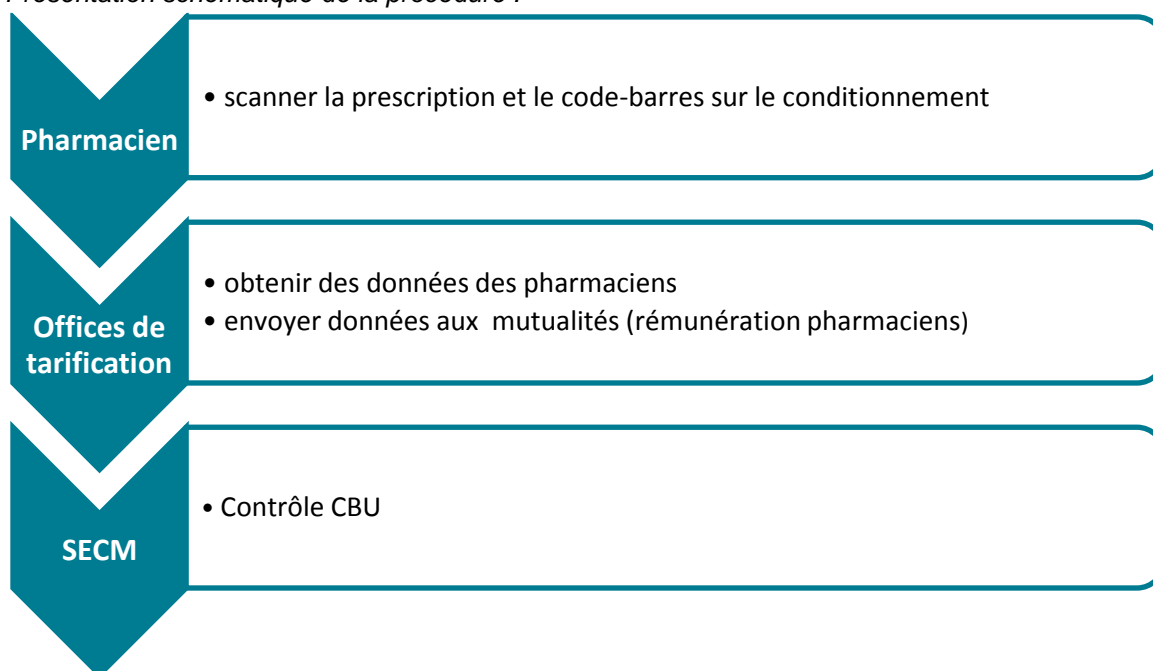 Présentation schématique de la procédure :
Pharmacien
• scanner la prescription et le code-barres sur le conditionnement
Offices de
tarification
• obtenir des données des pharmaciens
• envoyer données aux mutualités (rémunération pharmaciens)
SECM
• Contrôle CBU